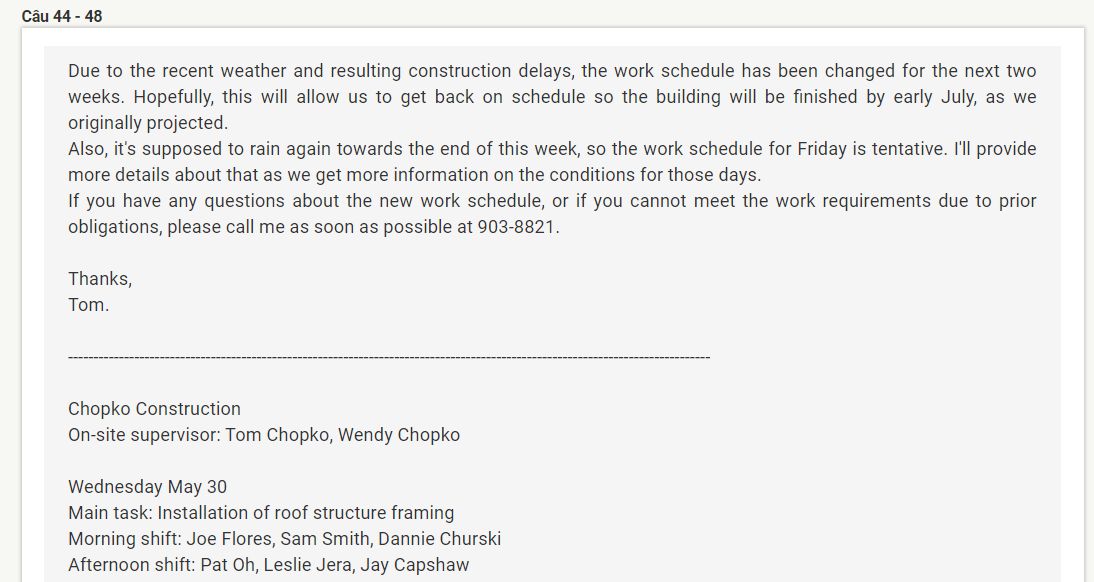 Câu 44 - 48
Due to the recent weather and resulting construction delays, the work schedule has been changed for the next two
weeks. Hopefully, this will allow us to get back on schedule so the building will be finished by early July, as we
originally projected.
Also, it's supposed to rain again towards the end of this week, so the work schedule for Friday is tentative. I'll provide
more details about that as we get more information on the conditions for those days.
If you have any questions about the new work schedule, or if you cannot meet the work requirements due to prior
obligations, please call me as soon as possible at 903-8821.
Thanks,
Tom.
--------------------------------------------------------------------------------------------------------------------------------
Chopko Construction
On-site supervisor: Tom Chopko, Wendy Chopko
Wednesday May 30
Main task: Installation of roof structure framing
Morning shift: Joe Flores, Sam Smith, Dannie Churski
Afternoon shift: Pat Oh, Leslie Jera, Jay Capshaw